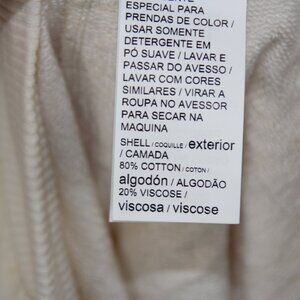 ESPECIAL PARA
PRENDAS DE COLOR /
USAR SOMENTE
DETERGENTE EM
PÓ SUAVE / LAVAR E
PASSAR DO AVESSO /
LAVAR COM CORES
SIMILARES / VIRAR A
ROUPA NO AVESSOR
PARA SECAR NA
MAQUINA
SHELL / COQUILLE / exterior
/ CAMADA
80% COTTON / COTON /
algodón / ALGODÃO
20% VISCOSE /
viscosa / viscose